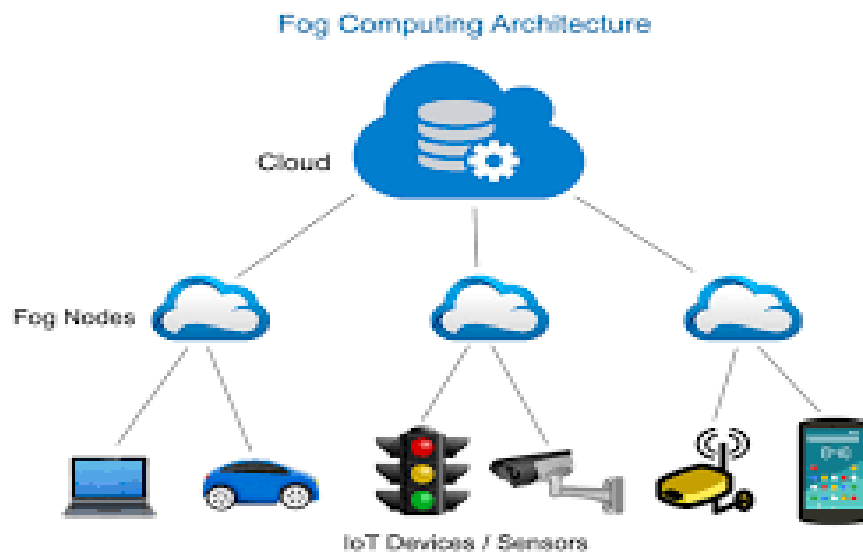 Fog Computing Architecture
Cloud
Fog Nodes
IoT Devices / Sensors